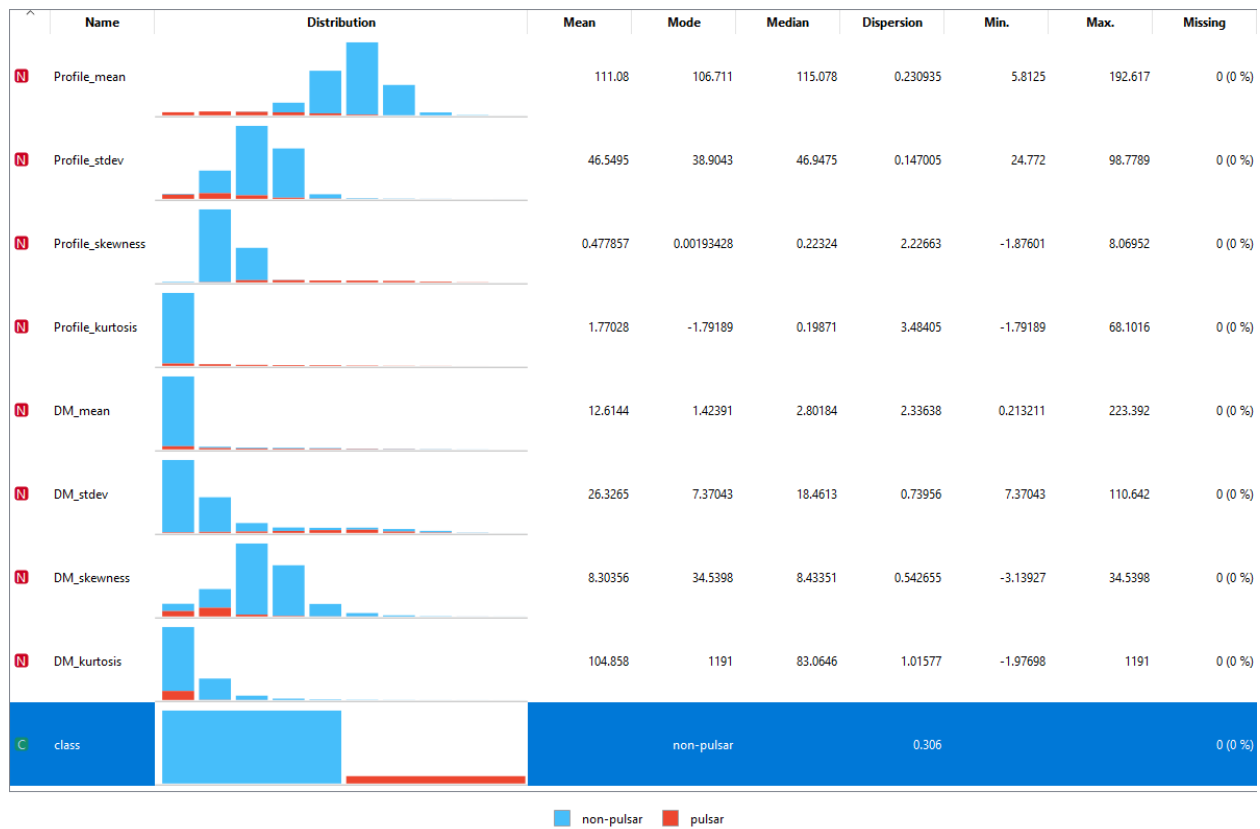 Name Distribution Mean Mode Median Dispersion Min. Max. Missing
N Profile_mean 111.08 106.711 115.078 0.230935 5.8125 192.617 0 (0 %)
N Profile_stdev 46.5495 38.9043 46.9475 0.147005 24.772 98.7789 0 (0 %)
N Profile_skewness 0.477857 0.00193428 0.22324 2.22663 -1.87601 8.06952 0 (0 %)
N Profile_kurtosis 1.77028 -1.79189 0.19871 3.48405 -1.79189 68.1016 0 (0 %)
N DM_mean 12.6144 1.42391 2.80184 2.33638 0.213211 223.392 0 (0 %)
N DM_stdev 26.3265 7.37043 18.4613 0.73956 7.37043 110.642 0 (0 %)
N DM_skewness 8.30356 34.5398 8.43351 0.542655 -3.13927 34.5398 0 (0 %)
N DM_kurtosis 104.858 1191 83.0646 1.01577 -1.97698 1191 0 (0 %)
C class non-pulsar 0.306 0 (0 %)
non-pulsar pulsar